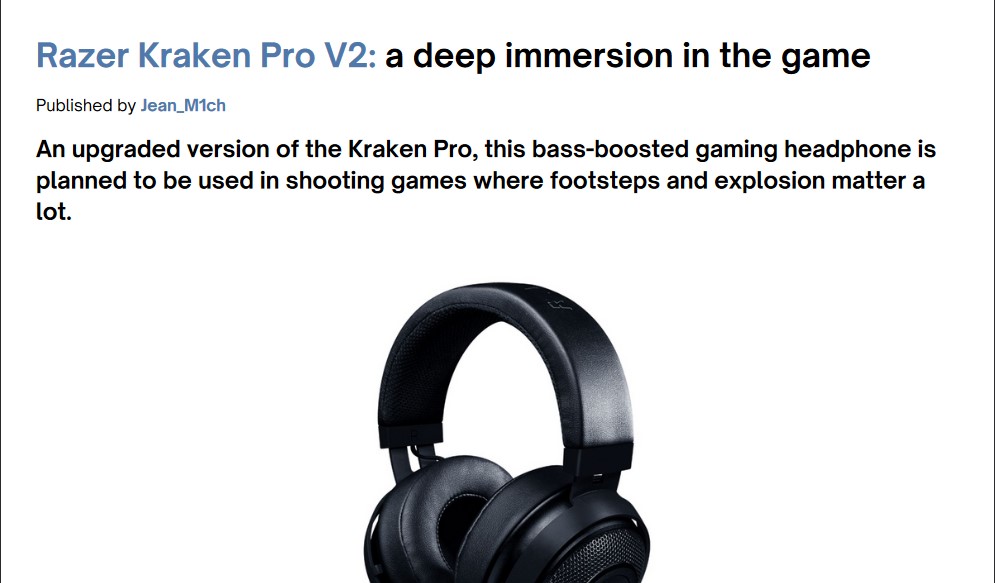 Razer Kraken Pro V2: a deep immersion in the game
Published by Jean_M1ch
An upgraded version of the Kraken Pro, this bass-boosted gaming headphone is
planned to be used in shooting games where footsteps and explosion matter a
lot.